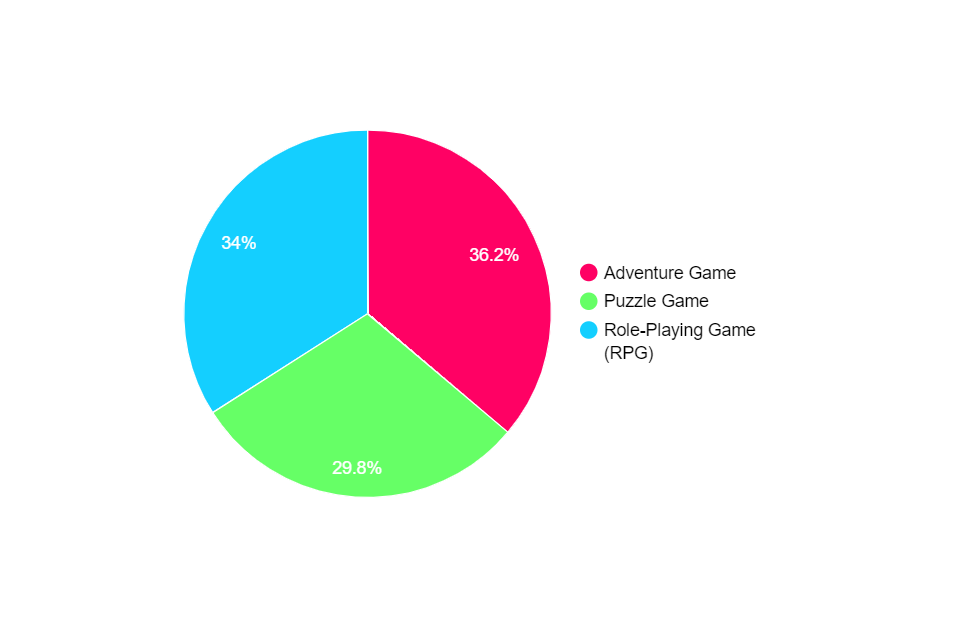 34%
36.2%
29.8%
Adventure Game
Puzzle Game
Role-Playing Game
(RPG)